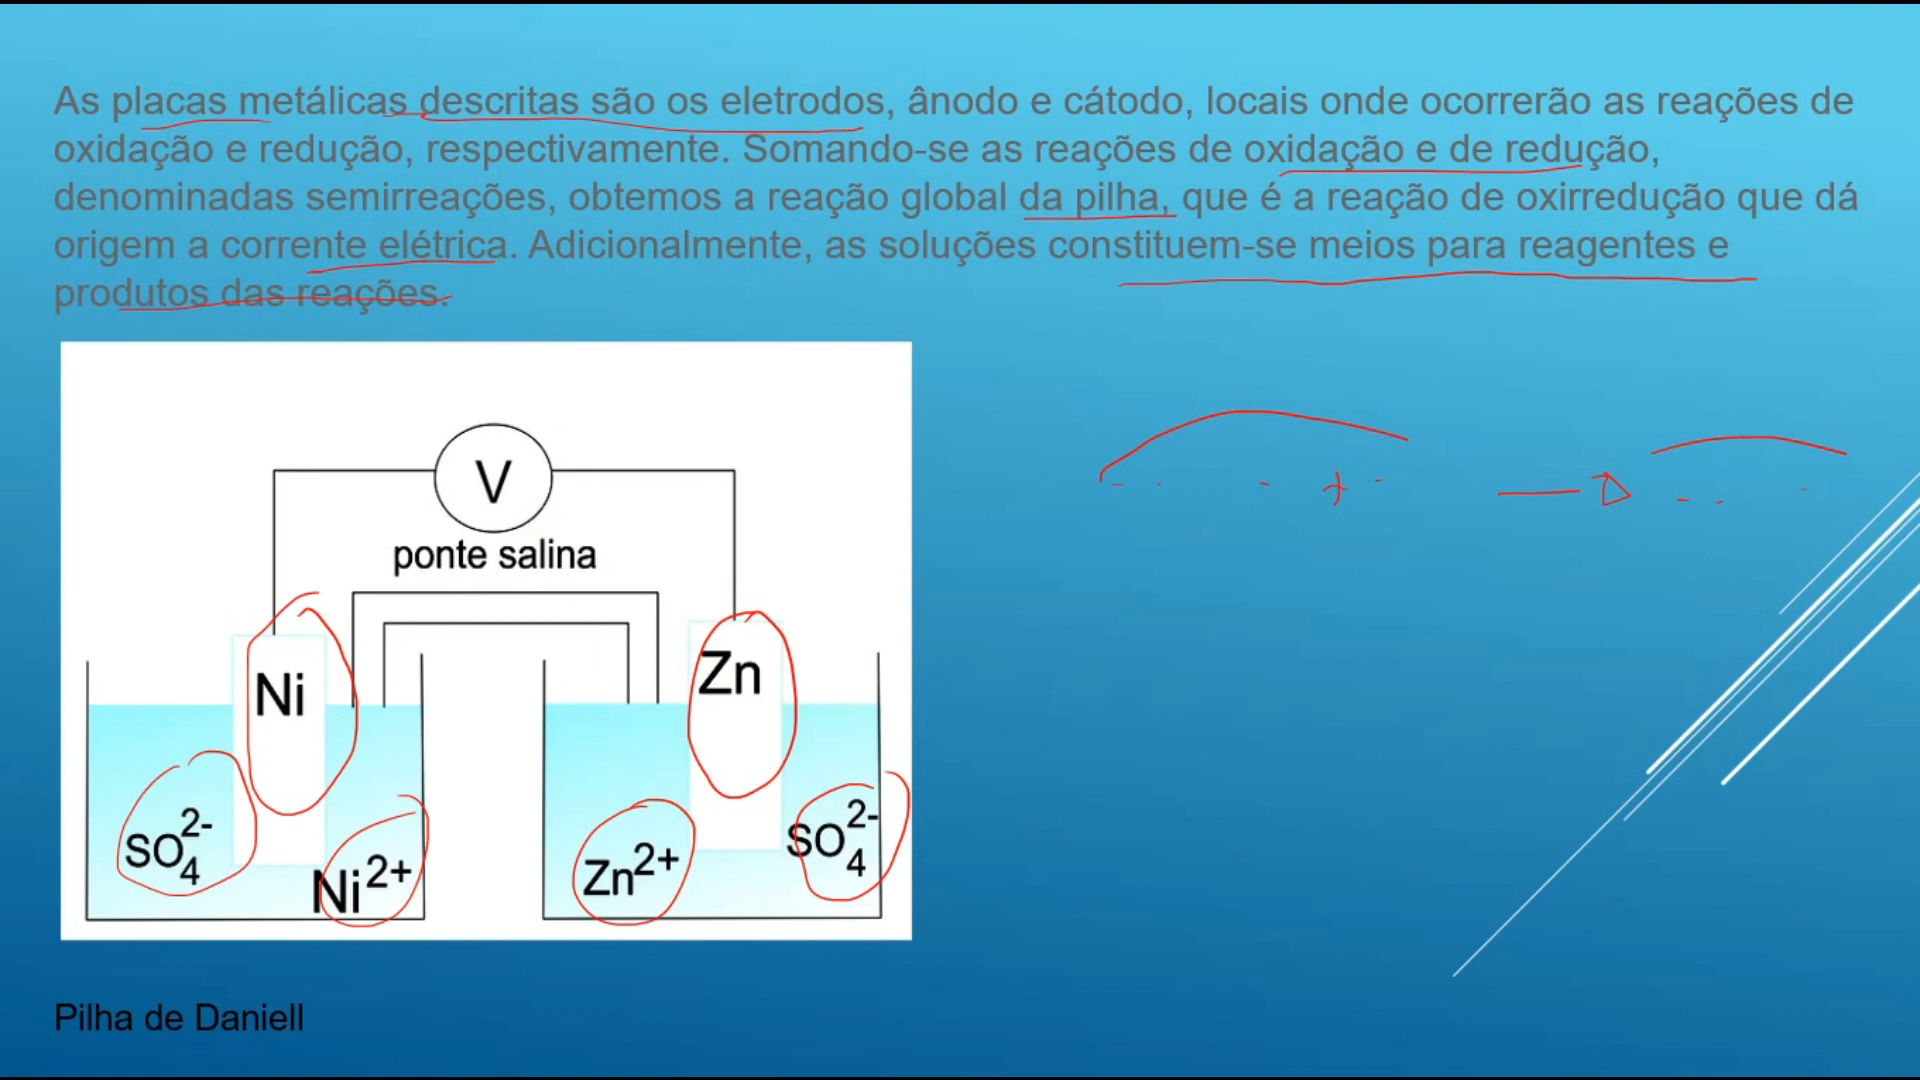 As placas metálicas descritas são os eletrodos, ânodo e cátodo, locais onde ocorrerão as reações de
oxidação e redução, respectivamente. Somando-se as reações de oxidação e de redução,
denominadas semirreações, obtemos a reação global da pilha, que é a reação de oxirredução que dá
origem a corrente elétrica. Adicionalmente, as soluções constituem-se meios para reagentes e
produtos das reações.
V
ponte salina
Ni
Zn
SO4 2-
Ni2+
Zn2+
SO4 2-
+
Pilha de Daniell